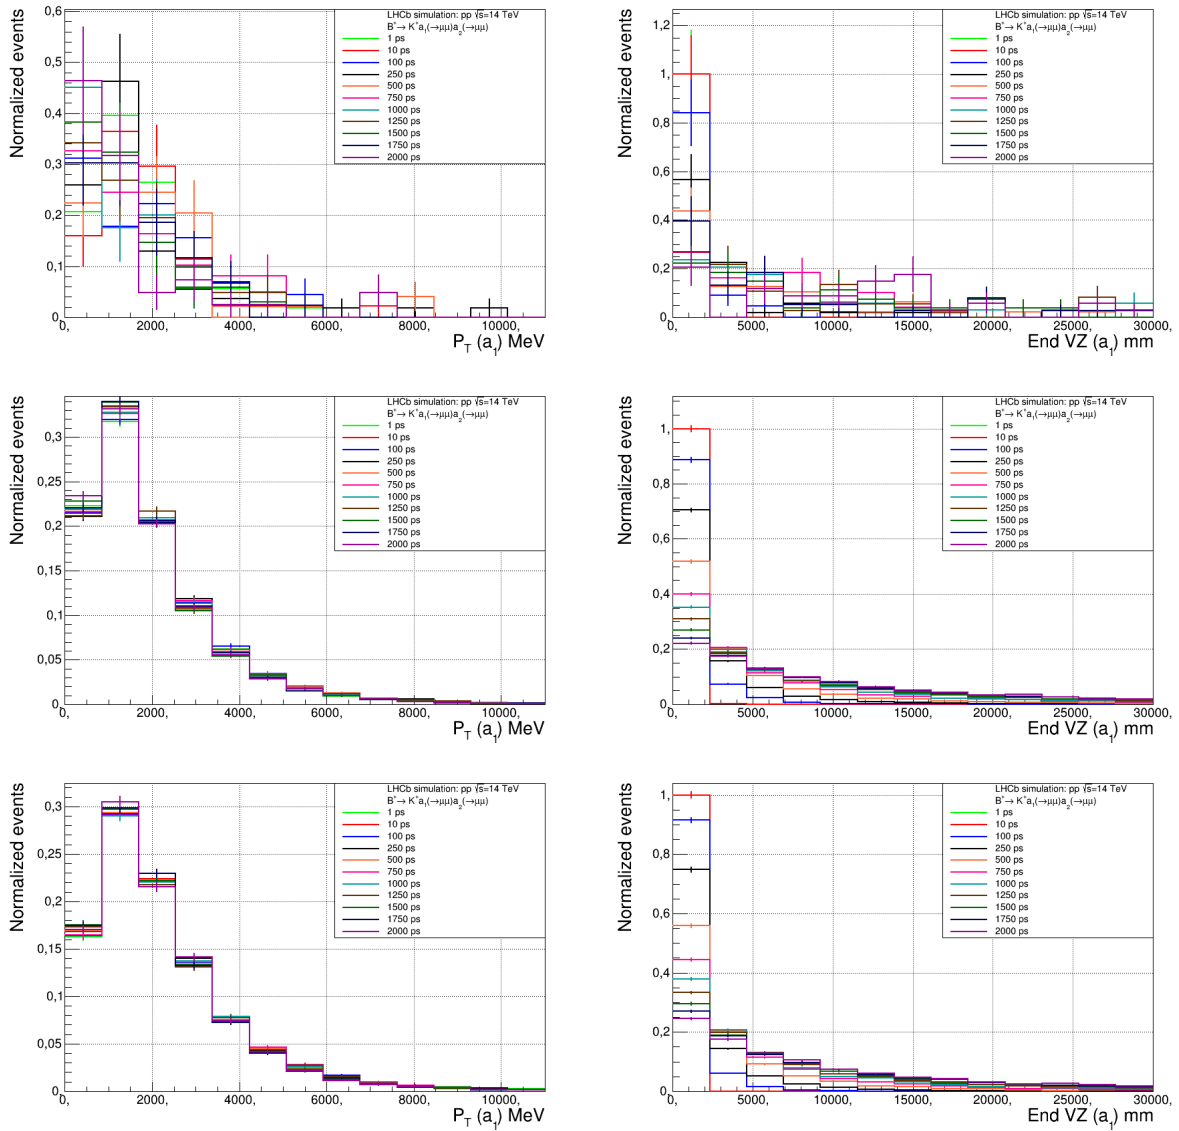 Normalized events
0,6
0,5
0,4
0,3
0,2
0,1
0
0, 2000, 4000, 6000, 8000, 10000,
P_T (a_1) MeV
LHCb simulation: pp √s=14 TeV
B⁺→ K⁺a₁(→μμ)a₂(→μμ)
1 ps
10 ps
100 ps
250 ps
500 ps
750 ps
1000 ps
1250 ps
1500 ps
1750 ps
2000 ps
Normalized events
1,2
1,
0,8
0,6
0,4
0,2
0
0, 5000, 10000, 15000, 20000, 25000, 30000,
End VZ (a_1) mm
LHCb simulation: pp √s=14 TeV
B⁺→ K⁺a₁(→μμ)a₂(→μμ)
1 ps
10 ps
100 ps
250 ps
500 ps
750 ps
1000 ps
1250 ps
1500 ps
1750 ps
2000 ps
Normalized events
0,3
0,25
0,2
0,15
0,1
0,05
0
0, 2000, 4000, 6000, 8000, 10000,
P_T (a_1) MeV
LHCb simulation: pp √s=14 TeV
B⁺→ K⁺a₁(→μμ)a₂(→μμ)
1 ps
10 ps
100 ps
250 ps
500 ps
750 ps
1000 ps
1250 ps
1500 ps
1750 ps
2000 ps
Normalized events
1,
0,8
0,6
0,4
0,2
0
0, 5000, 10000, 15000, 20000, 25000, 30000,
End VZ (a_1) mm
LHCb simulation: pp √s=14 TeV
B⁺→ K⁺a₁(→μμ)a₂(→μμ)
1 ps
10 ps
100 ps
250 ps
500 ps
750 ps
1000 ps
1250 ps
1500 ps
1750 ps
2000 ps
Normalized events
0,3
0,25
0,2
0,15
0,1
0,05
0
0, 2000, 4000, 6000, 8000, 10000,
P_T (a_1) MeV
LHCb simulation: pp √s=14 TeV
B⁺→ K⁺a₁(→μμ)a₂(→μμ)
1 ps
10 ps
100 ps
250 ps
500 ps
750 ps
1000 ps
1250 ps
1500 ps
1750 ps
2000 ps
Normalized events
1,
0,8
0,6
0,4
0,2
0
0, 5000, 10000, 15000, 20000, 25000, 30000,
End VZ (a_1) mm
LHCb simulation: pp √s=14 TeV
B⁺→ K⁺a₁(→μμ)a₂(→μμ)
1 ps
10 ps
100 ps
250 ps
500 ps
750 ps
1000 ps
1250 ps
1500 ps
1750 ps
2000 ps